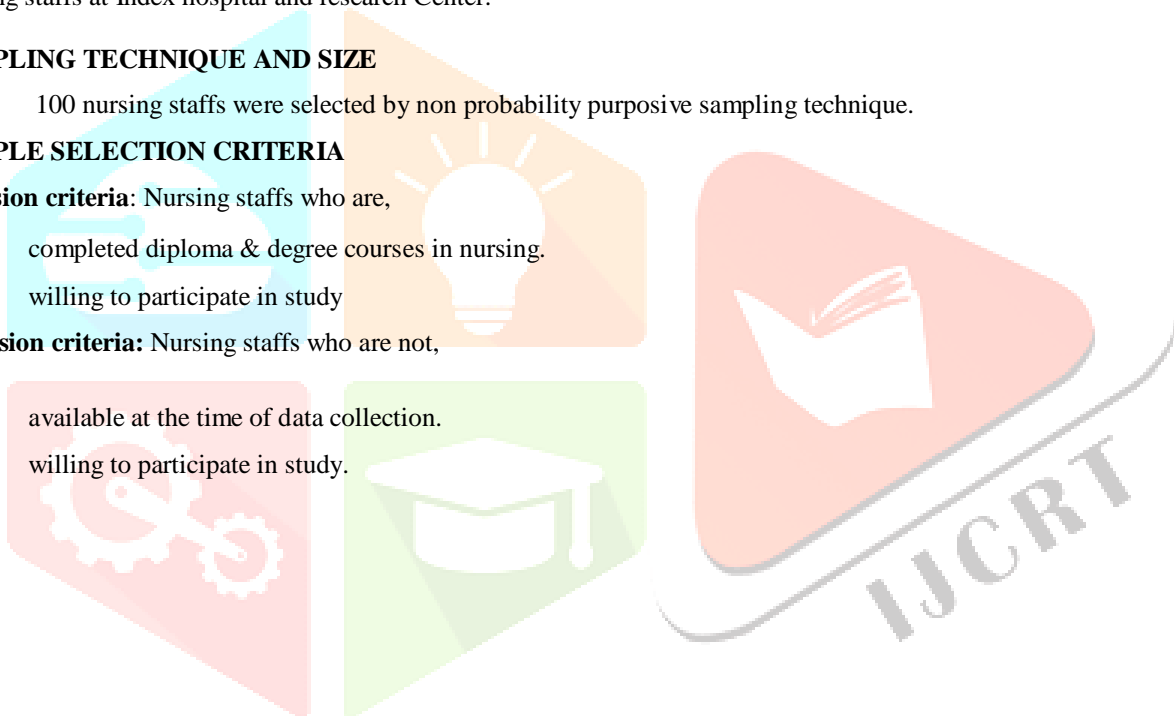 ng staffs at Index hospital and research Center.
PLING TECHNIQUE AND SIZE
100 nursing staffs were selected by non probability purposive sampling technique.
PLE SELECTION CRITERIA
sion criteria: Nursing staffs who are,
completed diploma & degree courses in nursing.
willing to participate in study
sion criteria: Nursing staffs who are not,
available at the time of data collection.
willing to participate in study.
IJCRT